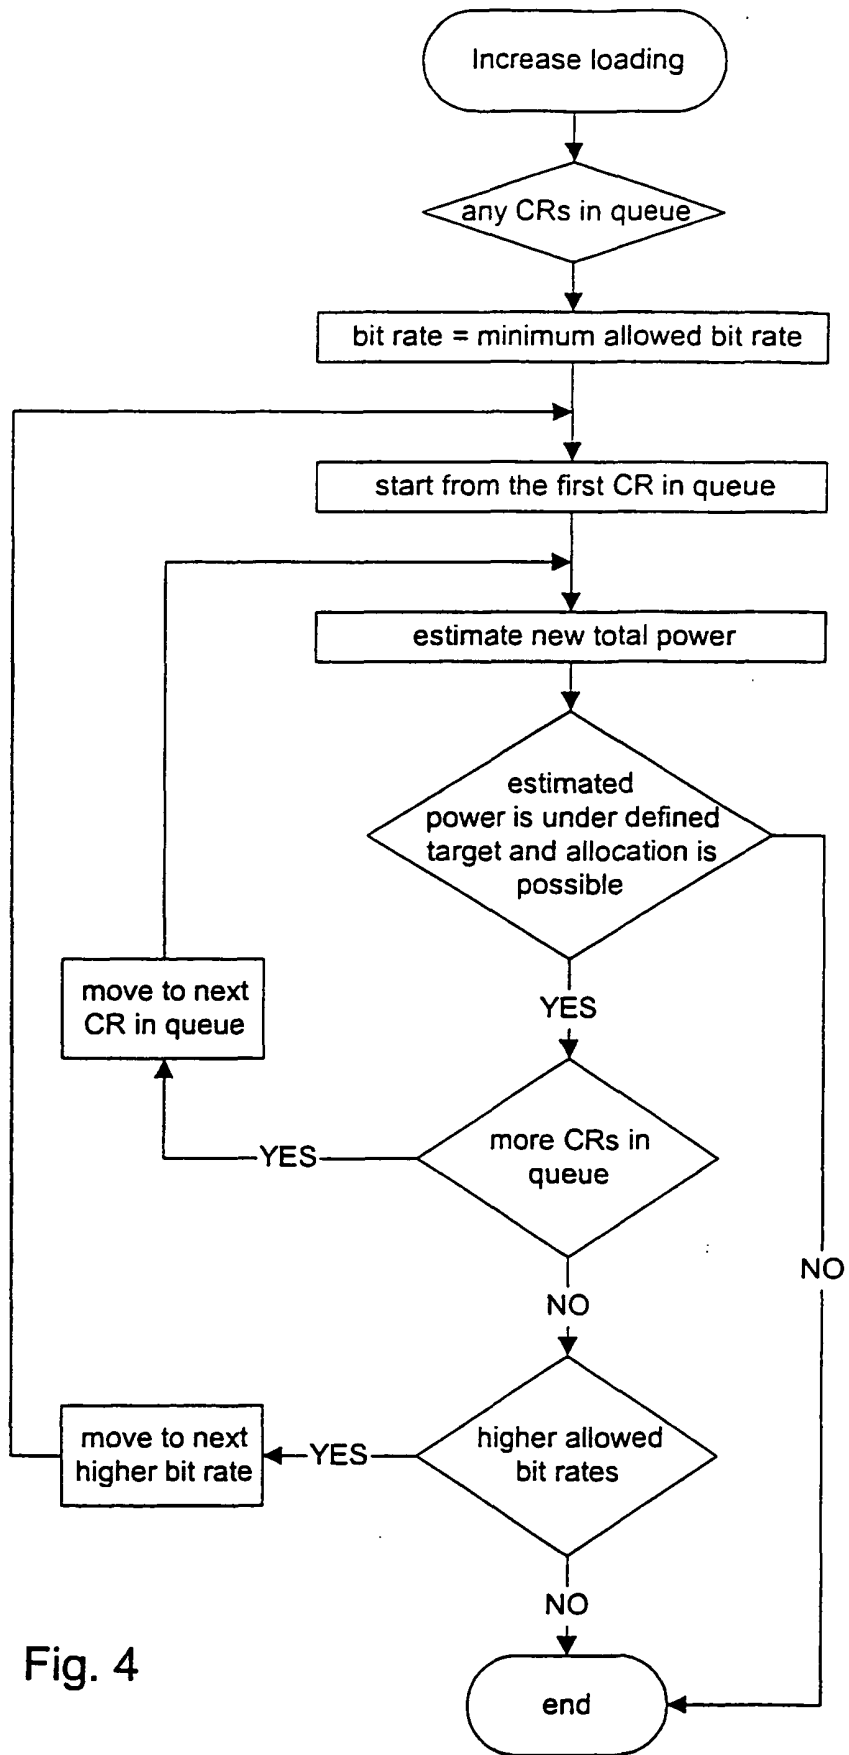 Increase loading
any CRs in queue
bit rate = minimum allowed bit rate
start from the first CR in queue
estimate new total power
estimated
power is under defined
target and allocation is
possible
YES
move to next
CR in queue
more CRs in
queue
YES
NO
NO
higher allowed
bit rates
YES
move to next
higher bit rate
NO
end
Fig. 4